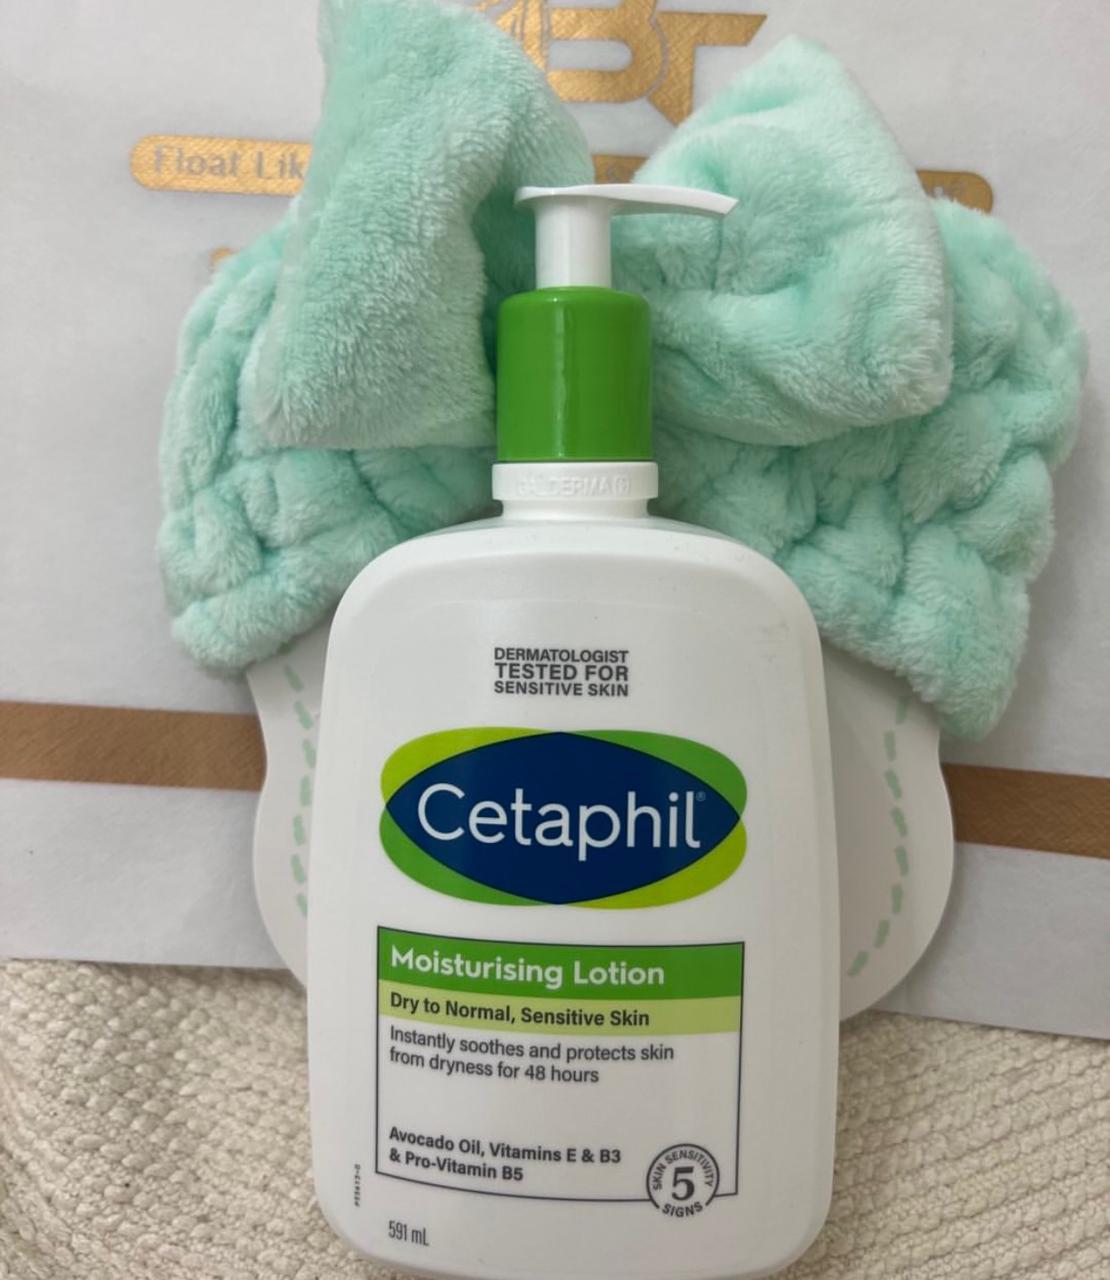 BT
Float Lik
GALDERMA
DERMATOLOGIST
TESTED FOR
SENSITIVE SKIN
Cetaphil®
Moisturising Lotion
Dry to Normal, Sensitive Skin
Instantly soothes and protects skin
from dryness for 48 hours
Avocado Oil, Vitamins E & B3
& Pro-Vitamin B5
SKIN SENSITIVITY
5
SIGNS
591 mL